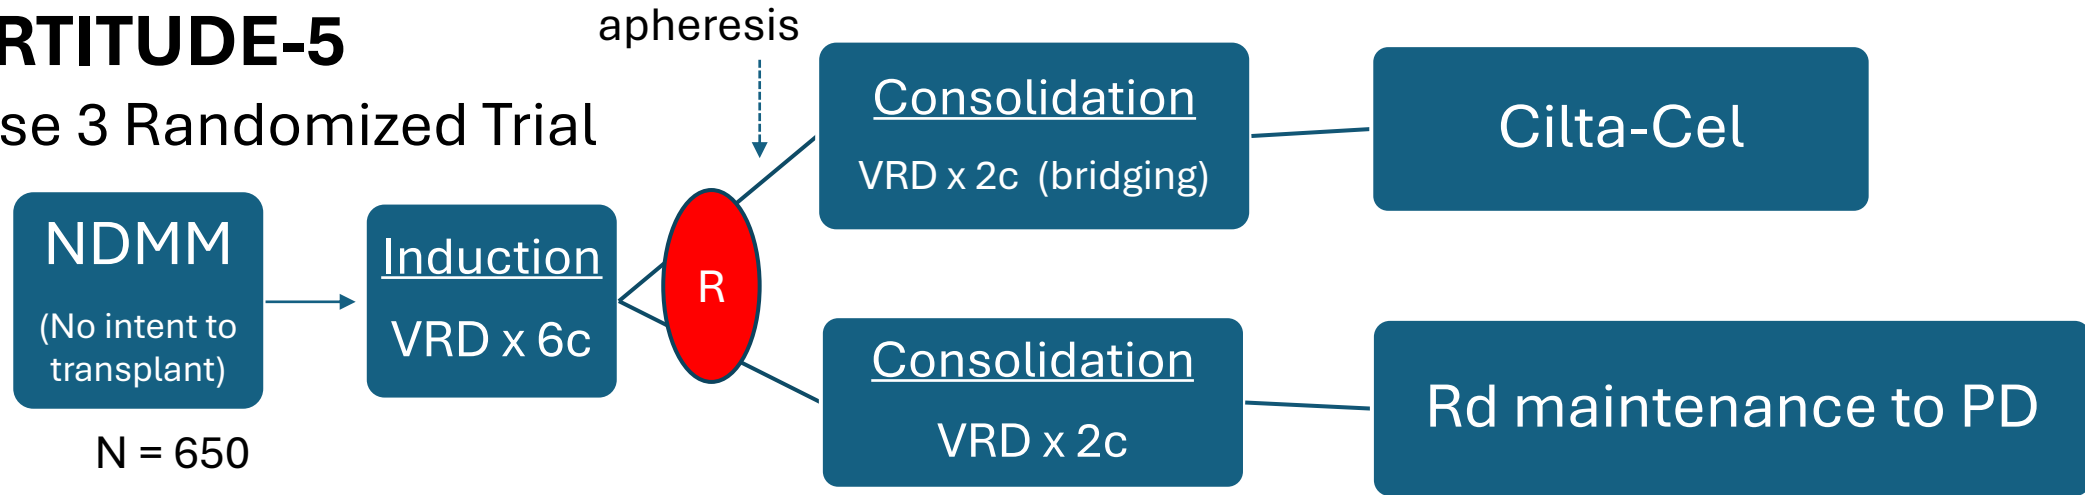 RTITUDE-5
se 3 Randomized Trial
apheresis
NDMM
(No intent to
transplant)
N = 650
Induction
VRD x 6c
R
Consolidation
VRD x 2c (bridging)
Cilta-Cel
Consolidation
VRD x 2c
Rd maintenance to PD